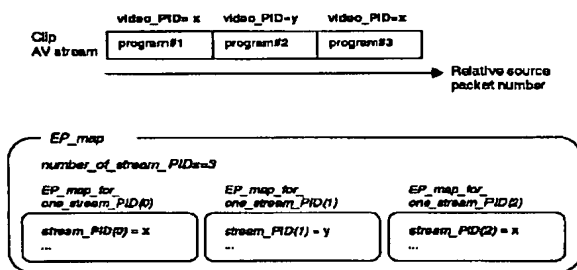 video_PID= x video_PID=y video_PID=x
Clip
AV stream
program#1 program#2 program#3
Relative source
packet number
EP_map
number_of_stream_PIDs=3
EP_map_for_
one_stream_PID(0)
EP_map_for_
one_stream_PID(1)
EP_map_for_
one_stream_PID(2)
stream_PID(0) = x
...
stream_PID(1) = y
...
stream_PID(2) = x
...